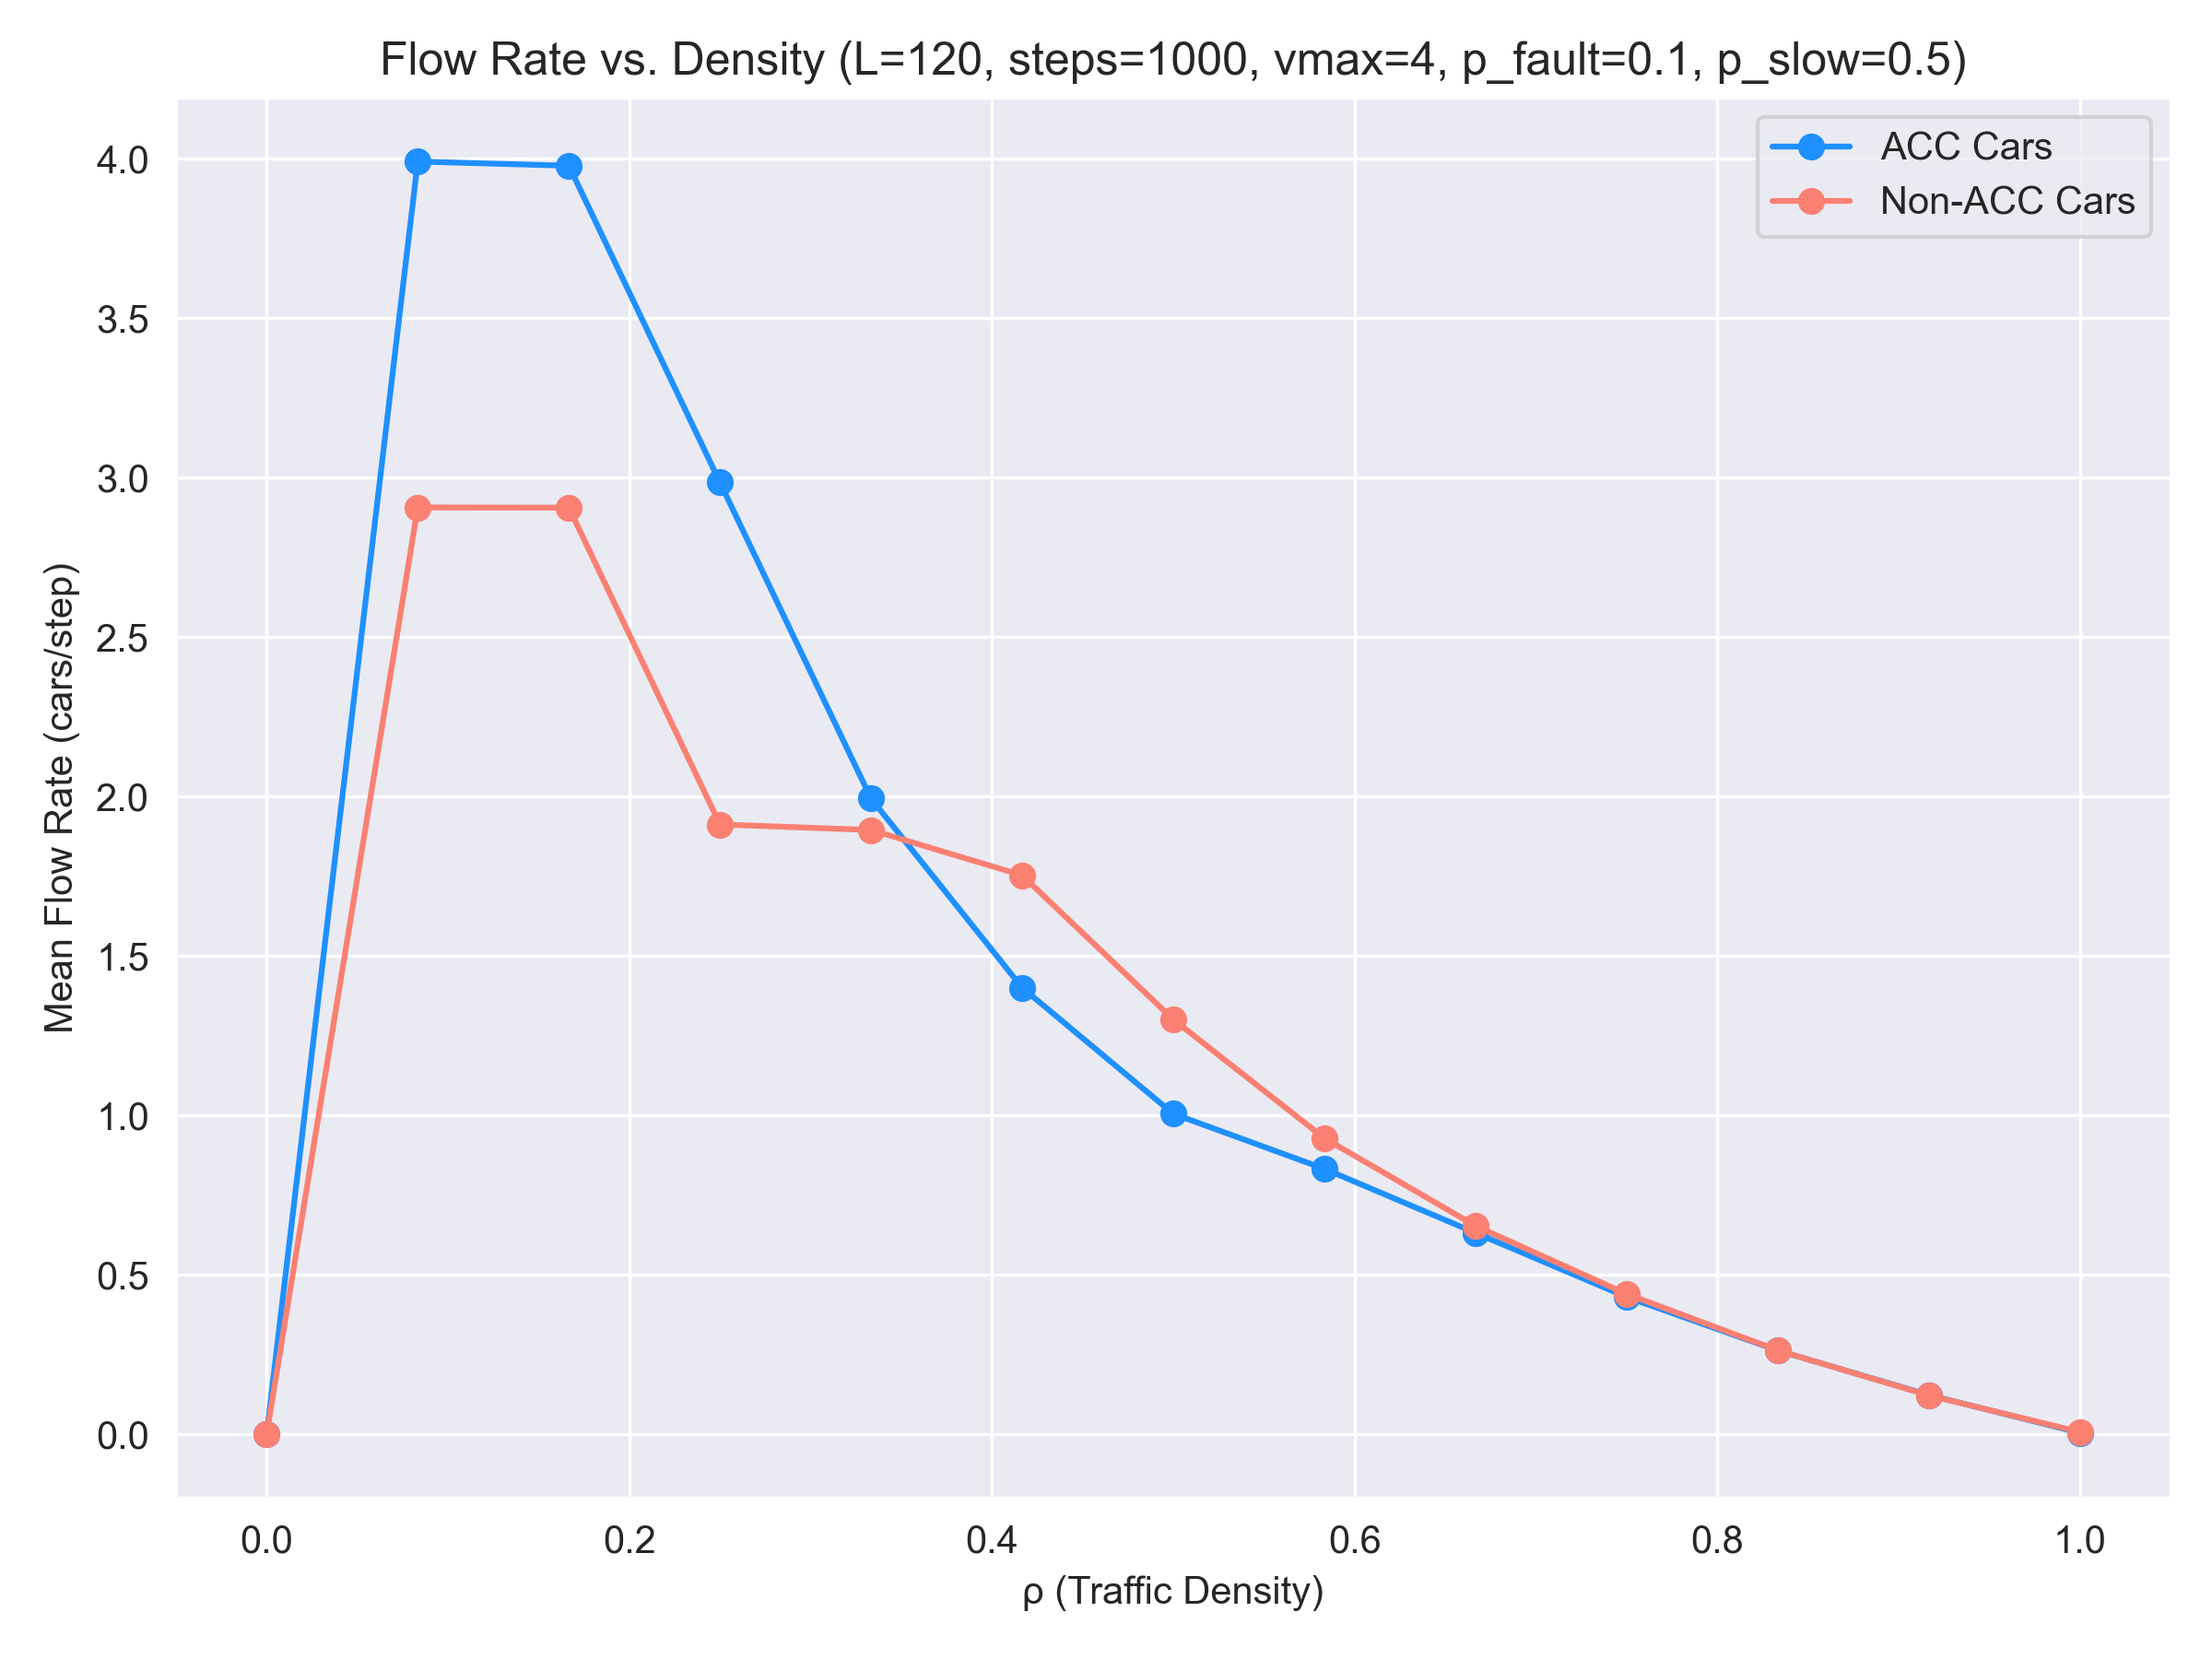 Flow Rate vs. Density (L=120, steps=1000, vmax=4, p_fault=0.1, p_slow=0.5)
ACC Cars
Non-ACC Cars
4.0
3.5
3.0
2.5
2.0
1.5
1.0
0.5
0.0
Mean Flow Rate (cars/step)
0.0 0.2 0.4 0.6 0.8 1.0
ρ (Traffic Density)